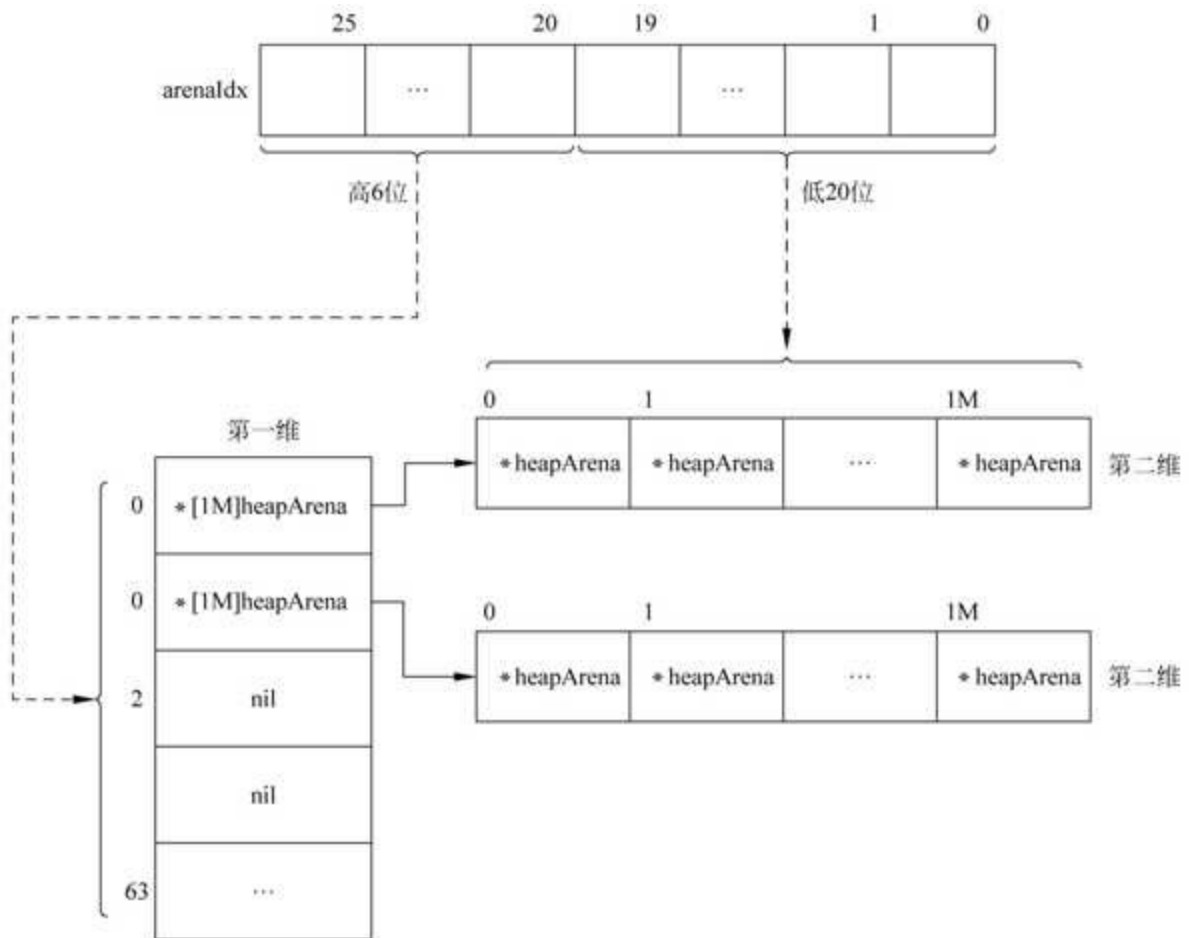 25 20 19 1 0
arenaIdx … …
高6位 低20位
0 1 1M
第一维
*heapArena *heapArena … *heapArena 第二维
0 *[1M]heapArena
0 *[1M]heapArena
0 1 1M
*heapArena *heapArena … *heapArena 第二维
2 nil
nil
63 …